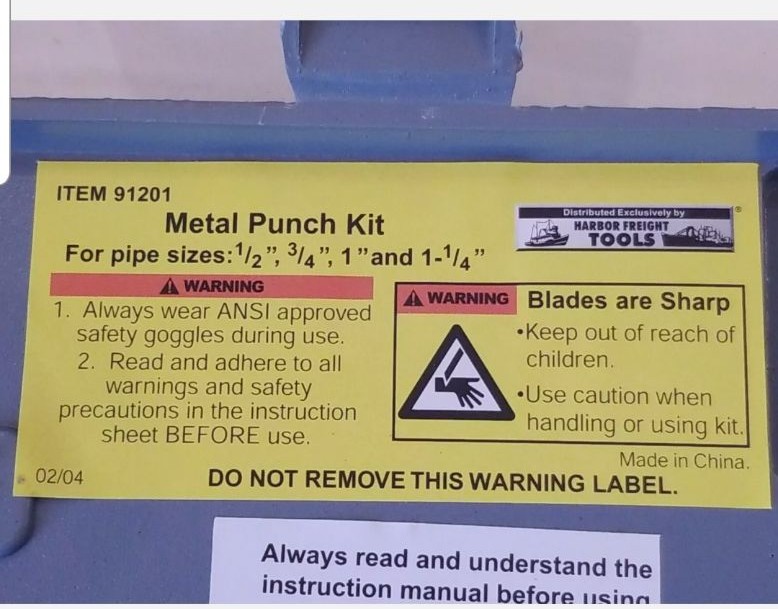 ITEM 91201
Metal Punch Kit
For pipe sizes:1/2", 3/4", 1"and 1-1/4"
Distributed Exclusively by
HARBOR FREIGHT
TOOLS
®
WARNING
1. Always wear ANSI approved
safety goggles during use.
2. Read and adhere to all
warnings and safety
precautions in the instruction
sheet BEFORE use.
WARNING
Blades are Sharp
•Keep out of reach of
children.
•Use caution when
handling or using kit.
Made in China.
02/04
DO NOT REMOVE THIS WARNING LABEL.
Always read and understand the
instruction manual before using